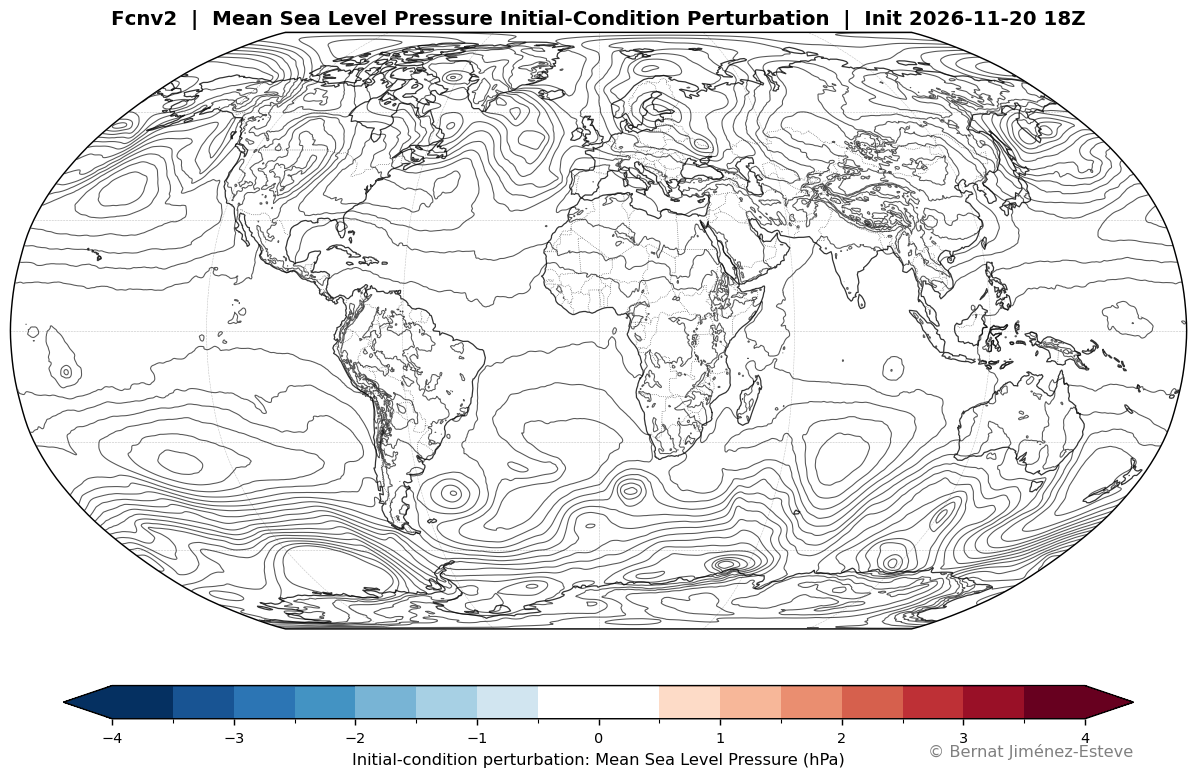 Fcnv2  |  Mean Sea Level Pressure Initial-Condition Perturbation  |  Init 2026-11-20 18Z
−4 −3 −2 −1 0 1 2 3 4
Initial-condition perturbation: Mean Sea Level Pressure (hPa)
© Bernat Jiménez-Esteve